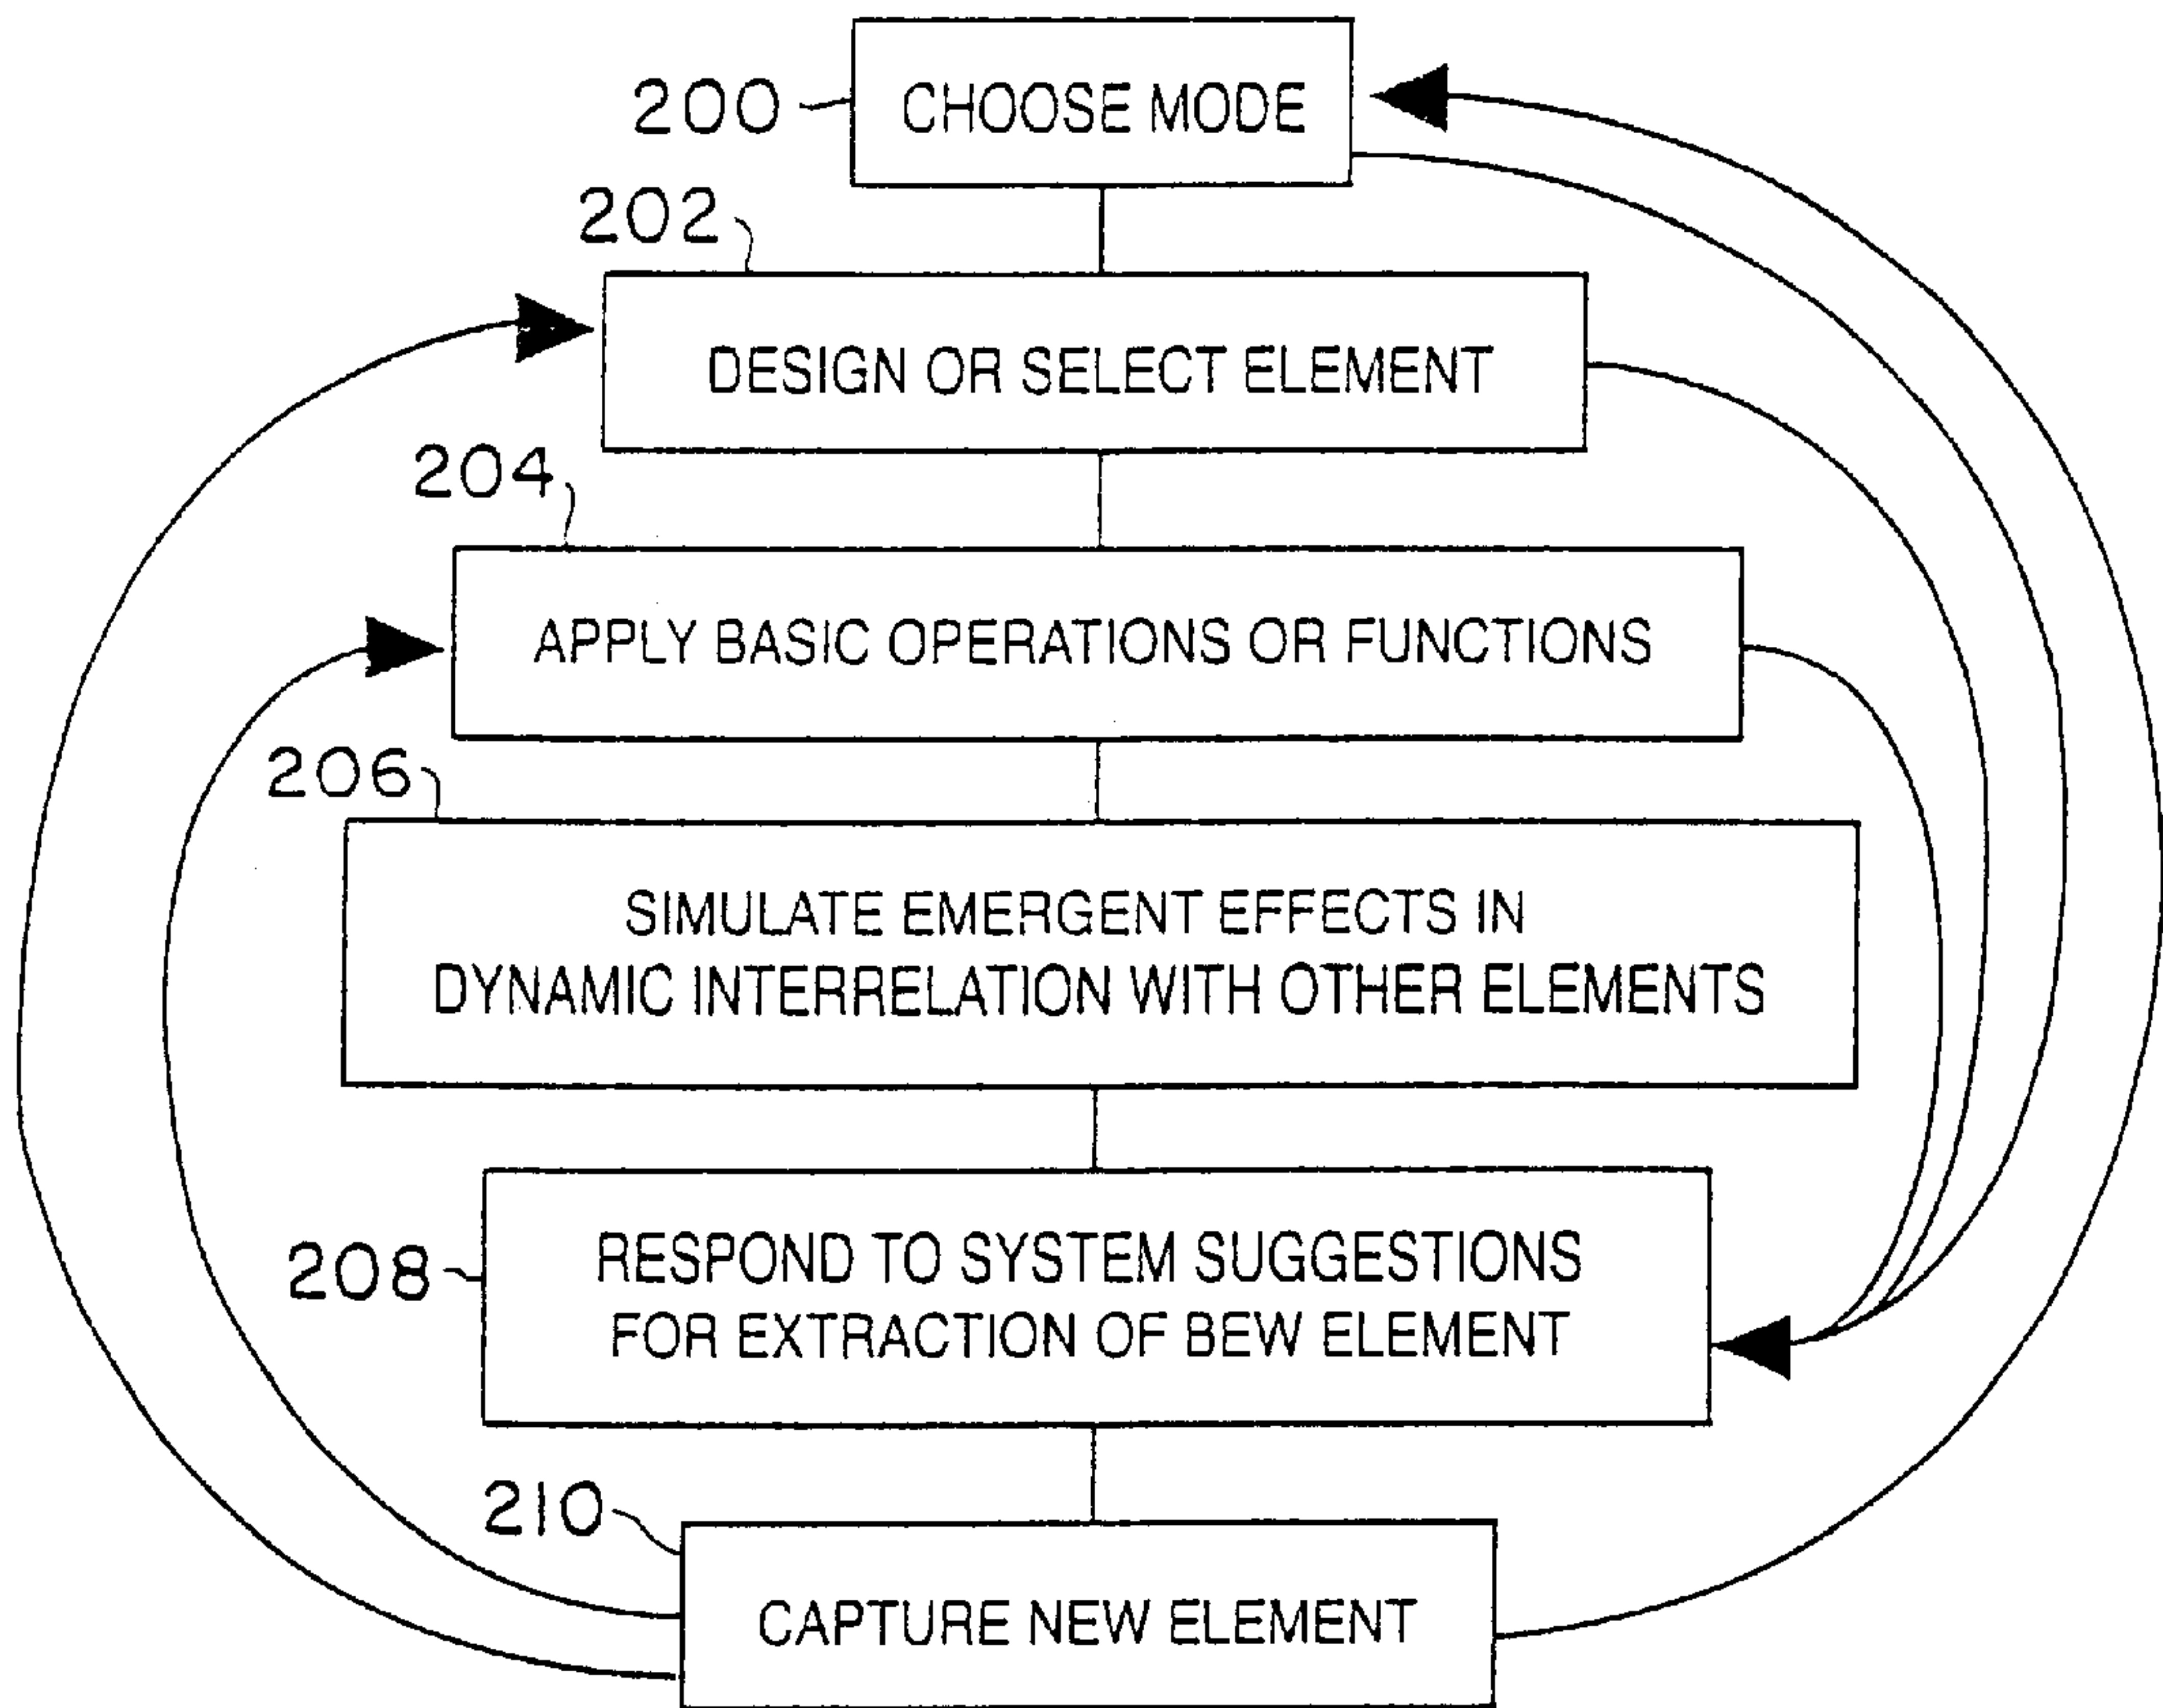 200
CHOOSE MODE
202
DESIGN OR SELECT ELEMENT
204
APPLY BASIC OPERATIONS OR FUNCTIONS
206
SIMULATE EMERGENT EFFECTS IN
DYNAMIC INTERRELATION WITH OTHER ELEMENTS
208
RESPOND TO SYSTEM SUGGESTIONS
FOR EXTRACTION OF BEW ELEMENT
210
CAPTURE NEW ELEMENT